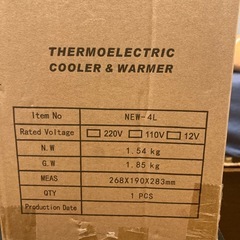 THERMOELECTRIC
COOLER & WARMER
Item No NEW-4L
Rated Voltage 220V 110V 12V
N.W 1.54 kg
G.W 1.85 kg
MEAS 268X190X283mm
QTY 1 PCS
Production Date